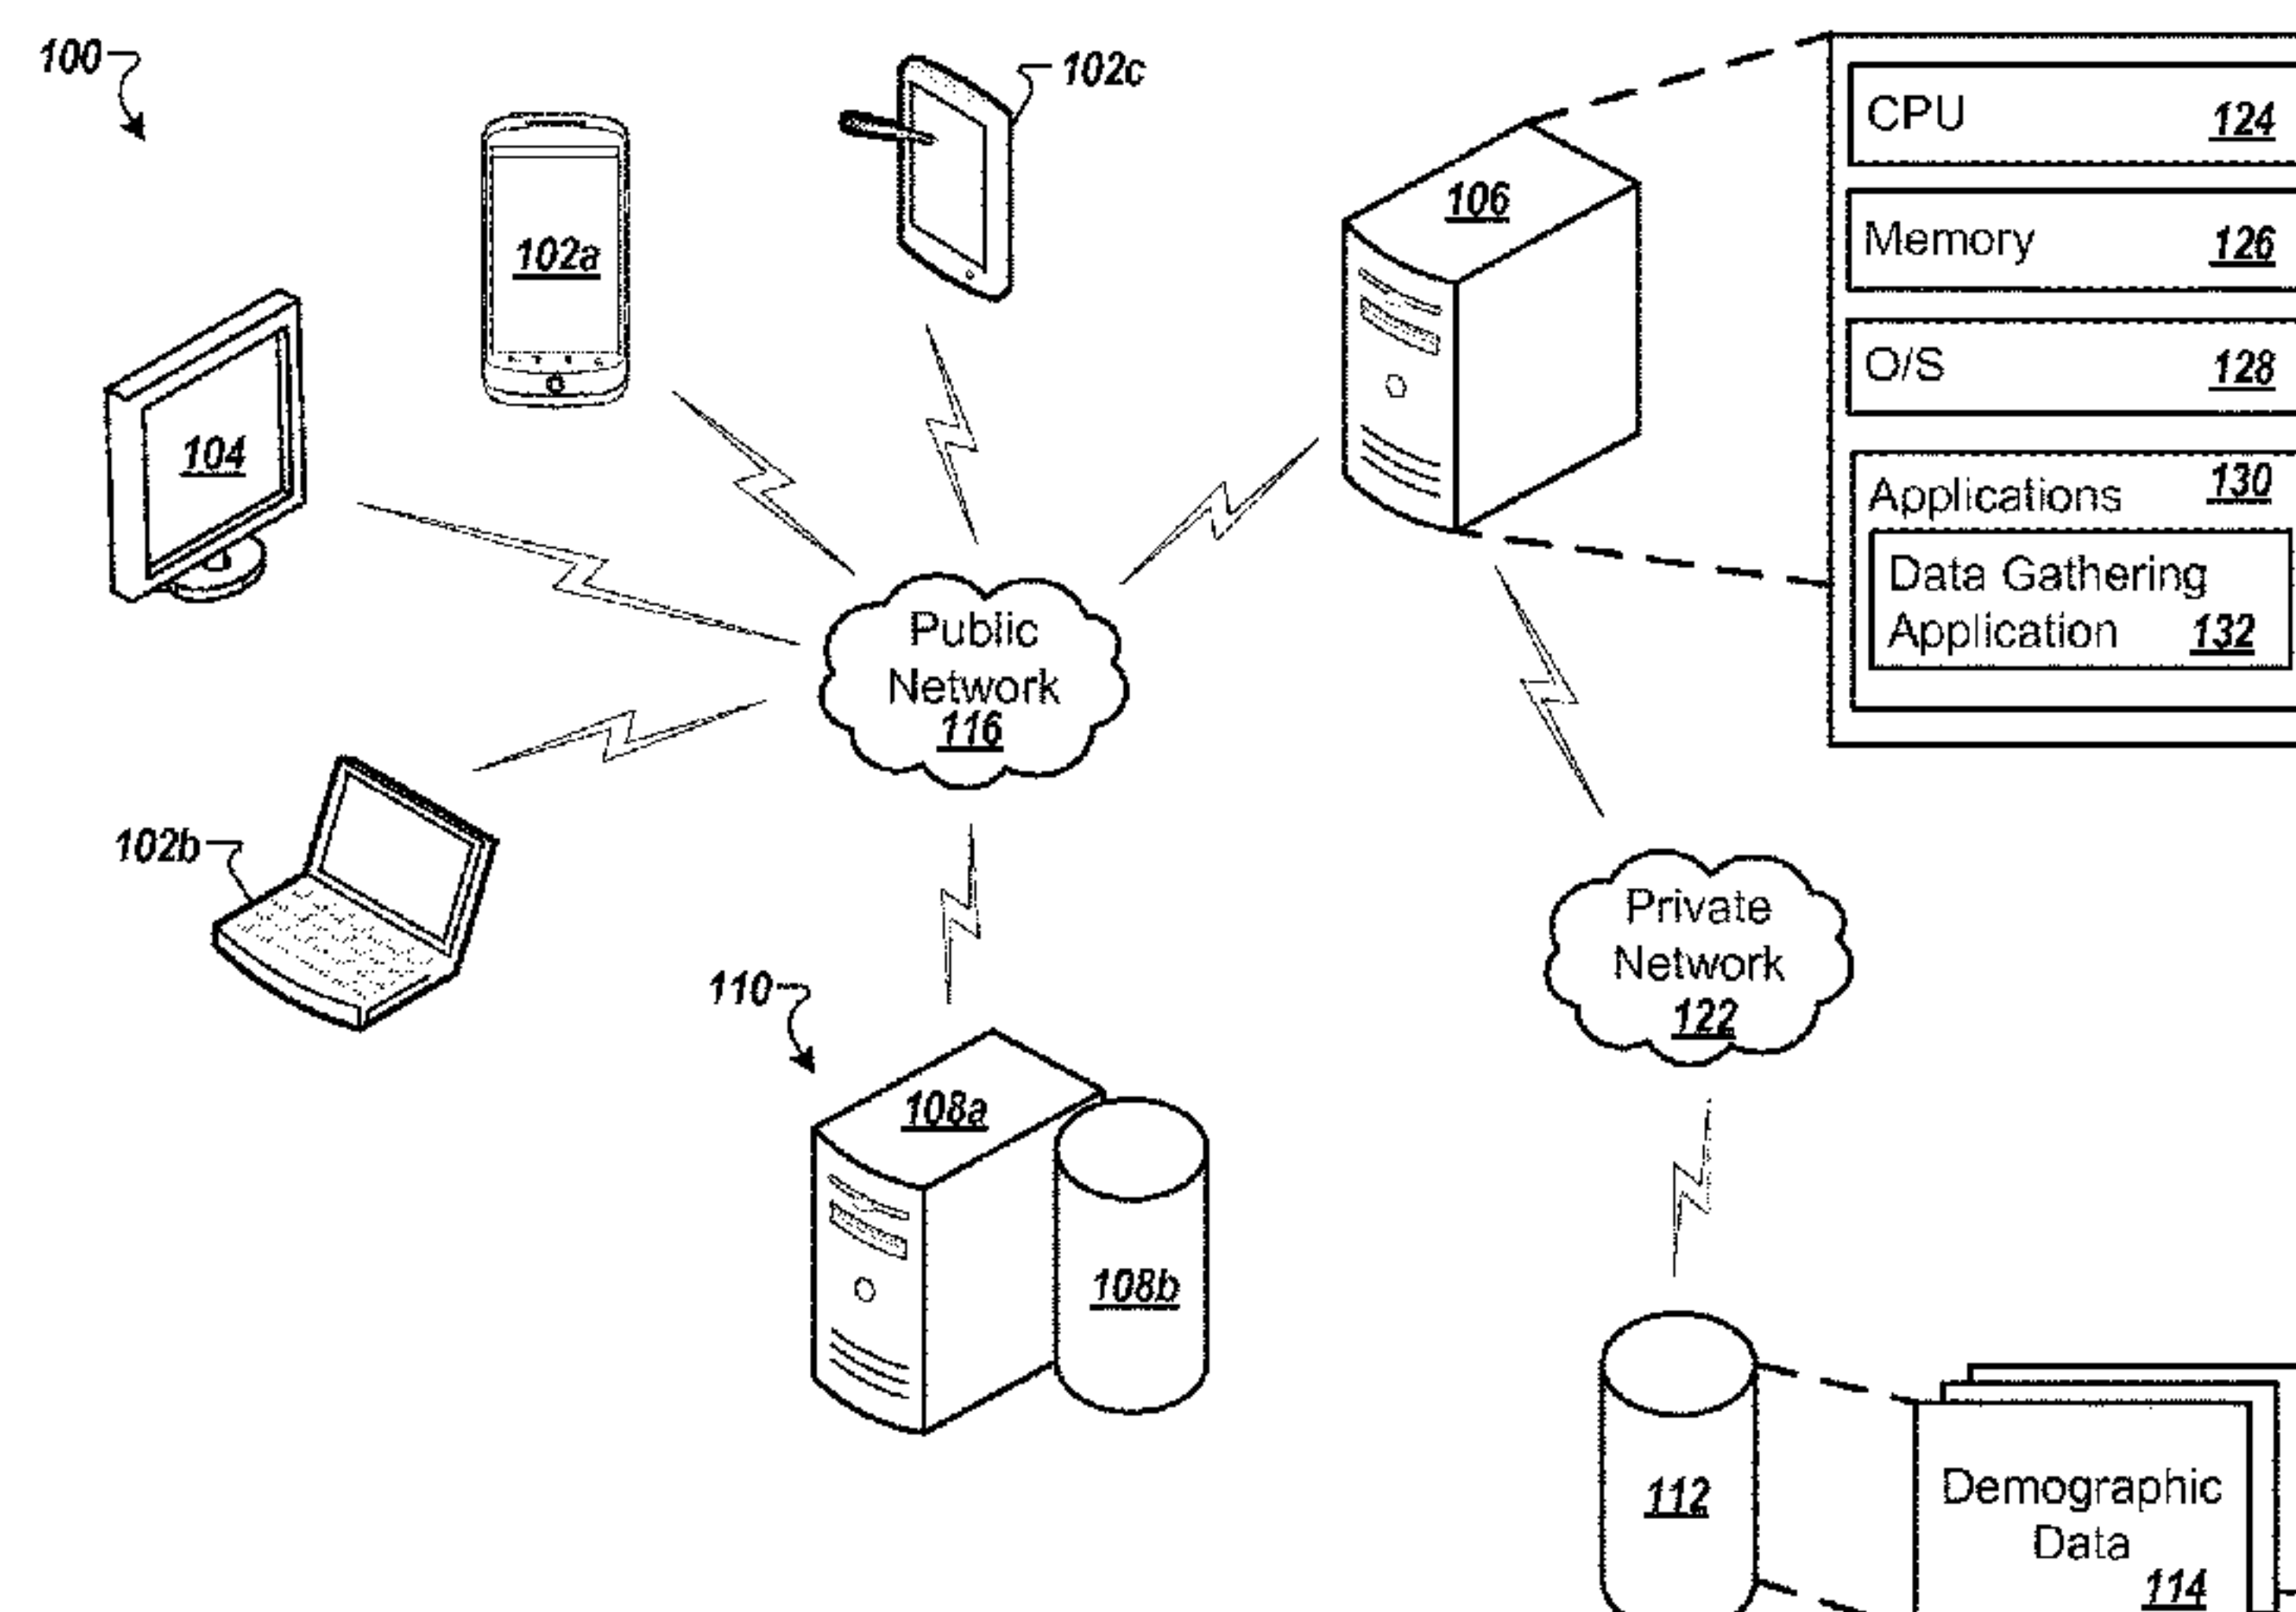 100
102c
102a
104
106
CPU 124
Memory 126
O/S 128
Applications 130
Data Gathering
Application 132
Public
Network
116
102b
Private
Network
122
110
108a
108b
112
Demographic
Data
114